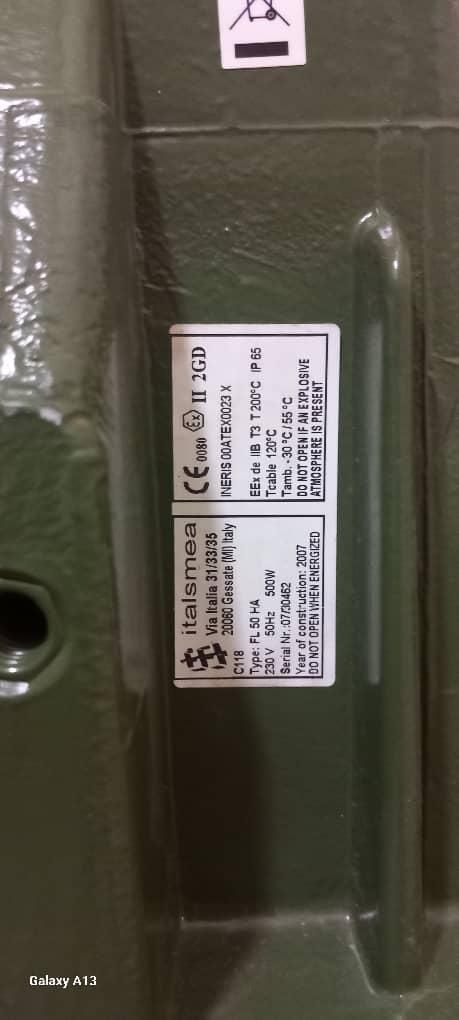 italsmea
Via Italia 31/33/35
20060 Gessate (MI) Italy
C118
Type: FL 50 HA
230 V 50Hz 500W
Serial Nr.:07/30462
Year of construction: 2007
DO NOT OPEN WHEN ENERGIZED
CE 0080 Ex II 2GD
INERIS 00ATEX0023 X
EEx de IIB T3 T 200°C IP 65
Tcable 120°C
Tamb. -30 °C / 55 °C
DO NOT OPEN IF AN EXPLOSIVE
ATMOSPHERE IS PRESENT
Galaxy A13